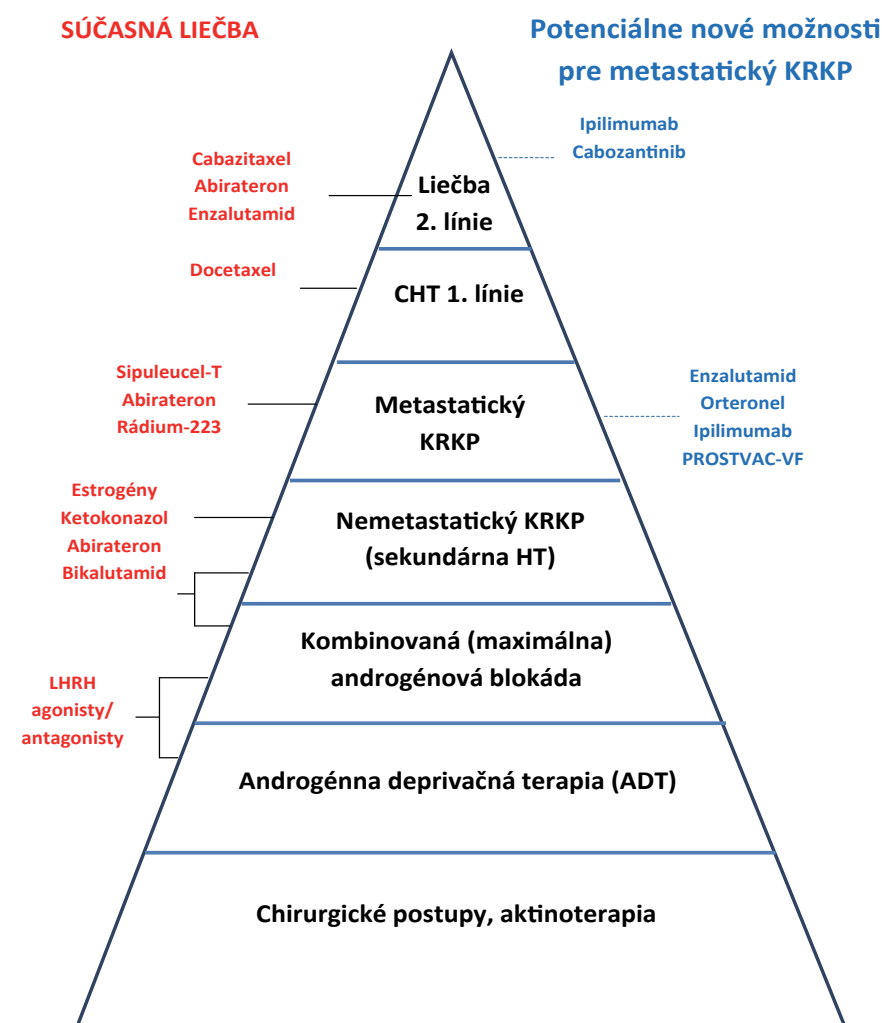 SÚČASNÁ LIEČBA
Potenciálne nové možnosti
pre metastatický KRKP
Ipilimumab
Cabozantinib
Cabazitaxel
Abirateron
Enzalutamid
Liečba
2. línie
Docetaxel
CHT 1. línie
Sipuleucel-T
Abirateron
Rádium-223
Metastatický
KRKP
Enzalutamid
Orteronel
Ipilimumab
PROSTVAC-VF
Estrogény
Ketokonazol
Abirateron
Bikalutamid
Nemetastatický KRKP
(sekundárna HT)
Kombinovaná (maximálna)
androgénová blokáda
LHRH
agonisty/
antagonisty
Androgénna deprivačná terapia (ADT)
Chirurgické postupy, aktinoterapia